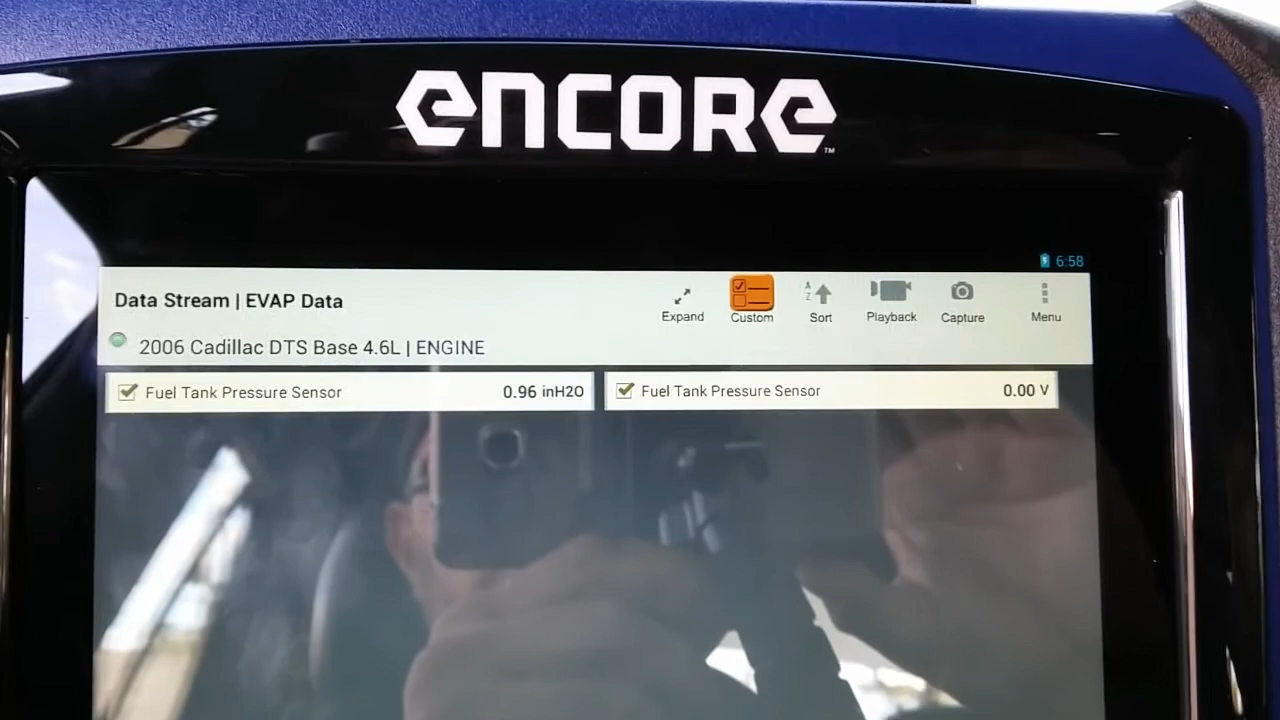 encore™
6:58
Data Stream | EVAP Data
Expand
A
Z
Custom
Sort
Playback
Capture
Menu
2006 Cadillac DTS Base 4.6L | ENGINE
Fuel Tank Pressure Sensor 0.96 inH2O
Fuel Tank Pressure Sensor 0.00 V